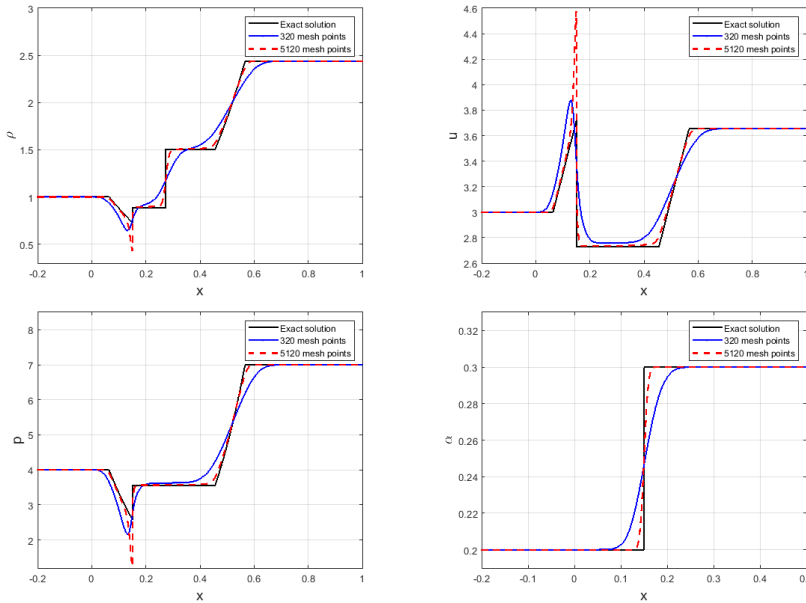 ρ
3
2.5
2
1.5
1
0.5
-0.2 0 0.2 0.4 0.6 0.8 1
x
Exact solution
320 mesh points
5120 mesh points
u
4.6
4.4
4.2
4
3.8
3.6
3.4
3.2
3
2.8
2.6
-0.2 0 0.2 0.4 0.6 0.8 1
x
Exact solution
320 mesh points
5120 mesh points
p
8
7
6
5
4
3
2
-0.2 0 0.2 0.4 0.6 0.8 1
x
Exact solution
320 mesh points
5120 mesh points
α
0.32
0.3
0.28
0.26
0.24
0.22
0.2
-0.2 -0.1 0 0.1 0.2 0.3 0.4 0.5
x
Exact solution
320 mesh points
5120 mesh points